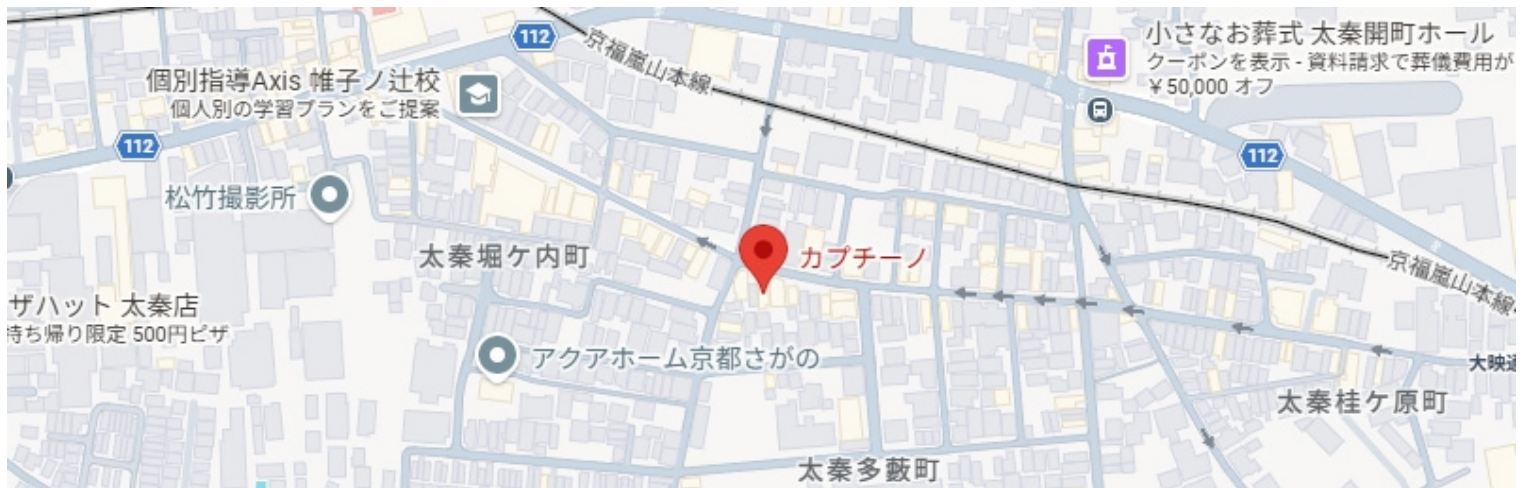 112
京福嵐山本線
小さなお葬式 太秦開町ホール
クーポンを表示 - 資料請求で葬儀費用が
￥50,000 オフ
個別指導Axis 帷子ノ辻校
個人別の学習プランをご提案
112
112
松竹撮影所
太秦堀ケ内町
カプチーノ
京福嵐山本線
ザハット 太秦店
持ち帰り限定 500円ピザ
アクアホーム京都さがの
大映通
太秦桂ケ原町
太秦多藪町